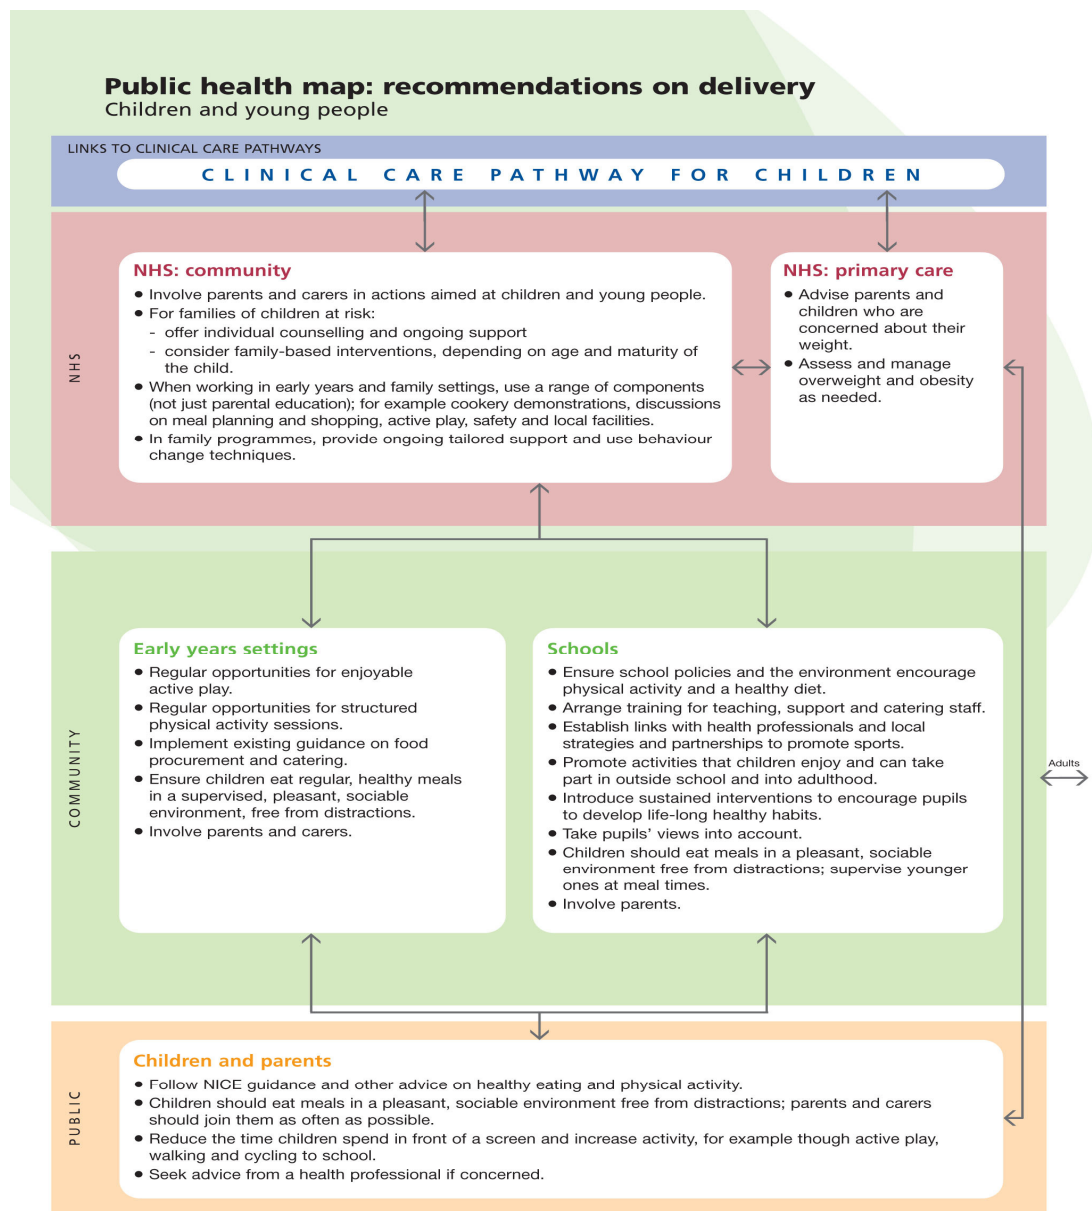 Public health map: recommendations on delivery
Children and young people
LINKS TO CLINICAL CARE PATHWAYS
CLINICAL CARE PATHWAY FOR CHILDREN
NHS
NHS: community
• Involve parents and carers in actions aimed at children and young people.
• For families of children at risk:
- offer individual counselling and ongoing support
- consider family-based interventions, depending on age and maturity of
the child.
• When working in early years and family settings, use a range of components
(not just parental education); for example cookery demonstrations, discussions
on meal planning and shopping, active play, safety and local facilities.
• In family programmes, provide ongoing tailored support and use behaviour
change techniques.
NHS: primary care
• Advise parents and
children who are
concerned about their
weight.
• Assess and manage
overweight and obesity
as needed.
COMMUNITY
Early years settings
• Regular opportunities for enjoyable
active play.
• Regular opportunities for structured
physical activity sessions.
• Implement existing guidance on food
procurement and catering.
• Ensure children eat regular, healthy meals
in a supervised, pleasant, sociable
environment, free from distractions.
• Involve parents and carers.
Schools
• Ensure school policies and the environment encourage
physical activity and a healthy diet.
• Arrange training for teaching, support and catering staff.
• Establish links with health professionals and local
strategies and partnerships to promote sports.
• Promote activities that children enjoy and can take
part in outside school and into adulthood.
• Introduce sustained interventions to encourage pupils
to develop life-long healthy habits.
• Take pupils’ views into account.
• Children should eat meals in a pleasant, sociable
environment free from distractions; supervise younger
ones at meal times.
• Involve parents.
Adults
PUBLIC
Children and parents
• Follow NICE guidance and other advice on healthy eating and physical activity.
• Children should eat meals in a pleasant, sociable environment free from distractions; parents and carers
should join them as often as possible.
• Reduce the time children spend in front of a screen and increase activity, for example though active play,
walking and cycling to school.
• Seek advice from a health professional if concerned.